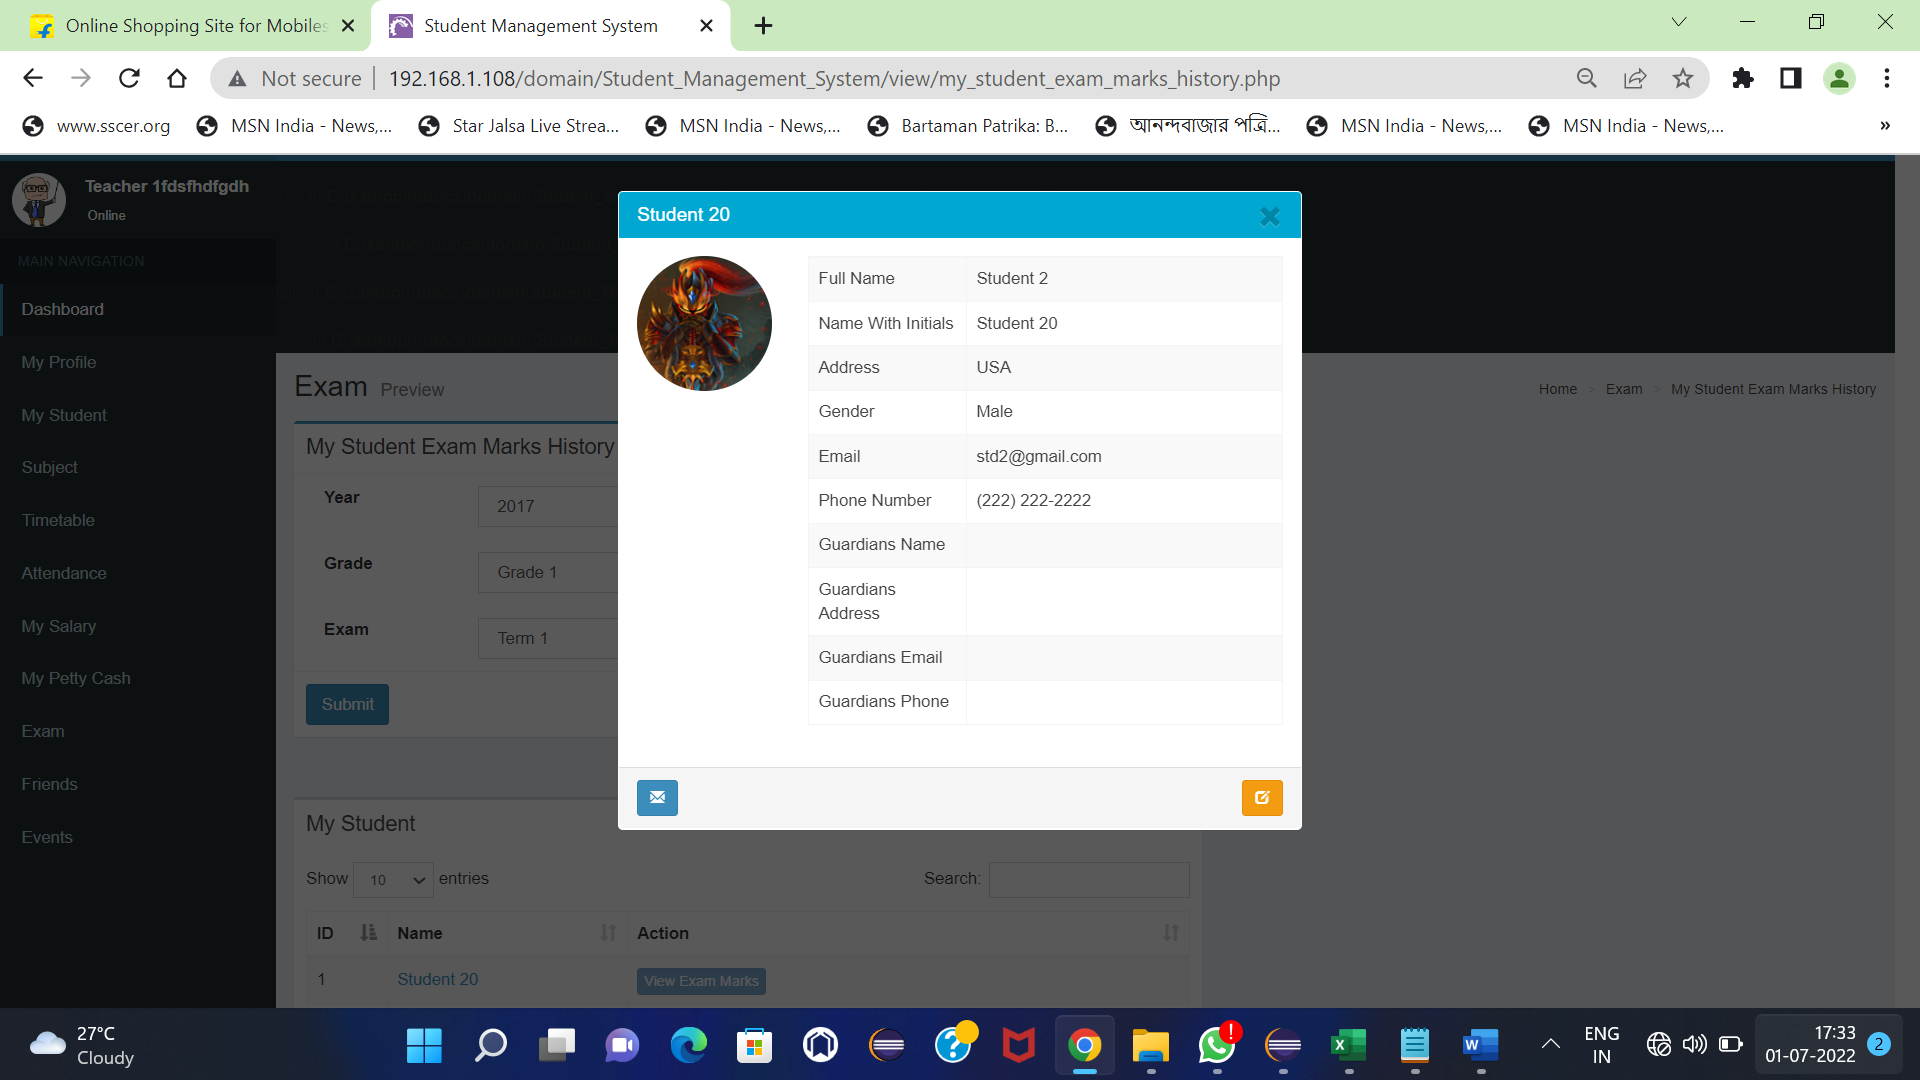 Online Shopping Site for Mobiles
Student Management System
Not secure
192.168.1.108/domain/Student_Management_System/view/my_student_exam_marks_history.php
www.sscer.org
MSN India - News,...
Star Jalsa Live Strea...
MSN India - News,...
Bartaman Patrika: B...
আনন্দবাজার পত্রি...
MSN India - News,...
MSN India - News,...
»
Teacher 1fdsfhdfgdh
Online
MAIN NAVIGATION
Dashboard
My Profile
My Student
Subject
Timetable
Attendance
My Salary
My Petty Cash
Exam
Friends
Events
Exam Preview
Home > Exam > My Student Exam Marks History
My Student Exam Marks History
Year 2017
Grade Grade 1
Exam Term 1
Submit
Student 20
Full Name Student 2
Name With Initials Student 20
Address USA
Gender Male
Email std2@gmail.com
Phone Number (222) 222-2222
Guardians Name
Guardians
Address
Guardians Email
Guardians Phone
My Student
Show 10 entries
Search:
ID Name Action
1 Student 20 View Exam Marks
27°C
Cloudy
ENG
IN
17:33
01-07-2022
2